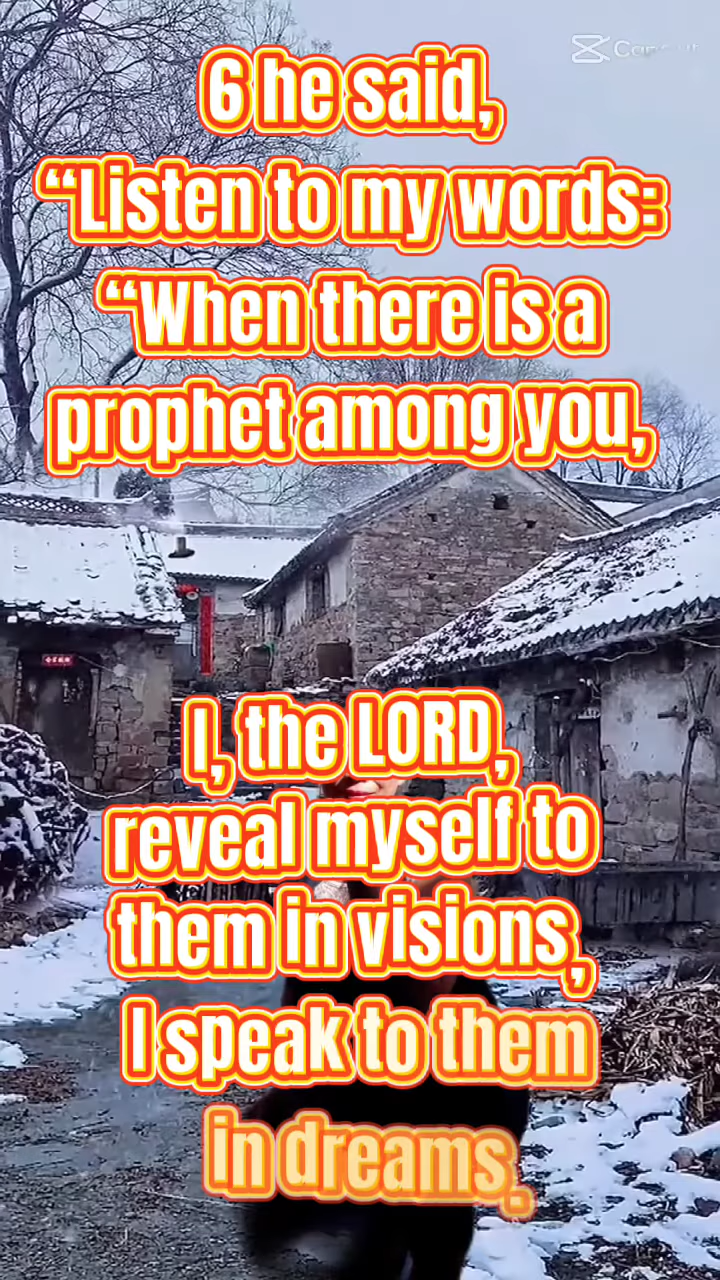 6 he said,
“Listen to my words:
“When there is a
prophet among you,
I, the LORD,
reveal myself to
them in visions,
I speak to them
in dreams.